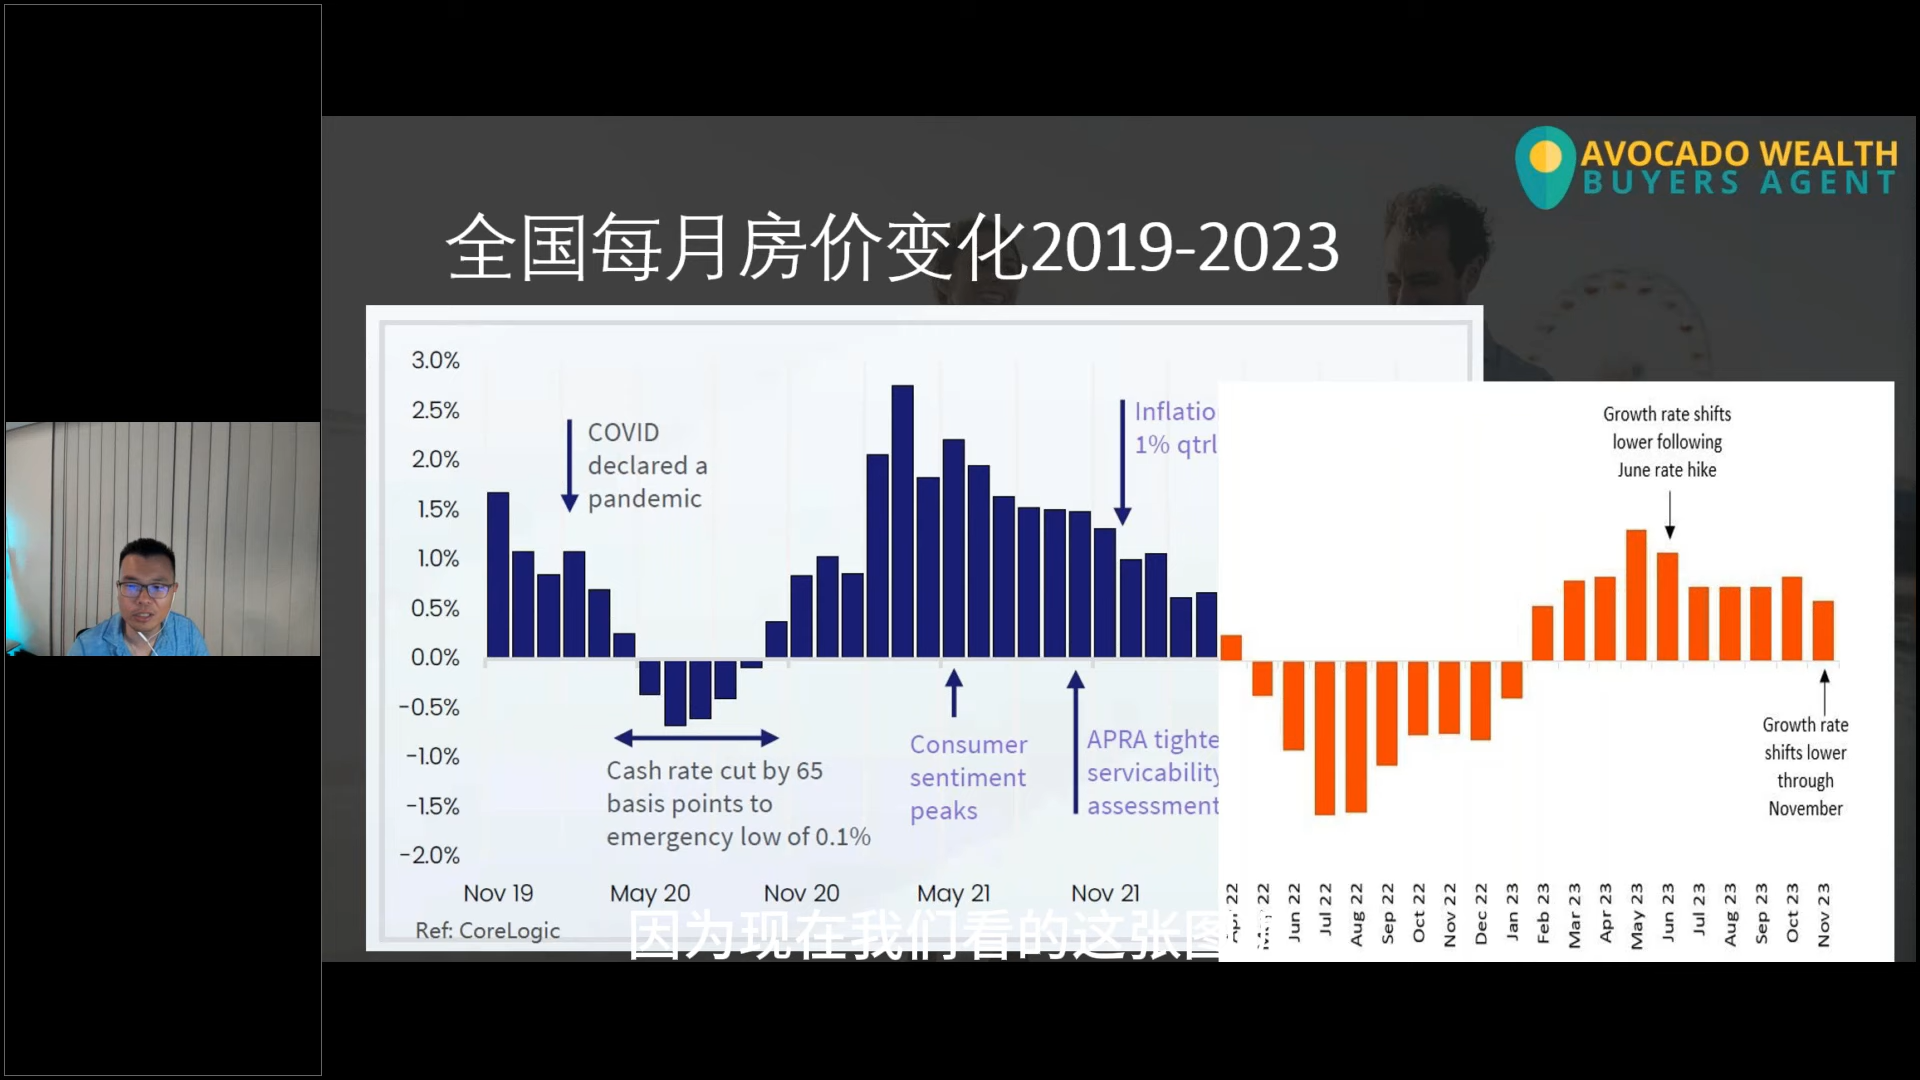 AVOCADO WEALTH
BUYERS AGENT
全国每月房价变化2019-2023
3.0%
2.5%
2.0%
1.5%
1.0%
0.5%
0.0%
-0.5%
-1.0%
-1.5%
-2.0%
COVID
declared a
pandemic
Cash rate cut by 65
basis points to
emergency low of 0.1%
Consumer
sentiment
peaks
Inflatio
1% qtrl
APRA tighte
servicability
assessment
Nov 19
May 20
Nov 20
May 21
Nov 21
Ref: CoreLogic
Growth rate shifts
lower following
June rate hike
Growth rate
shifts lower
through
November
Apr 22
May 22
Jun 22
Jul 22
Aug 22
Sep 22
Oct 22
Nov 22
Dec 22
Jan 23
Feb 23
Mar 23
Apr 23
May 23
Jun 23
Jul 23
Aug 23
Sep 23
Oct 23
Nov 23
因为现在我们看的这张图